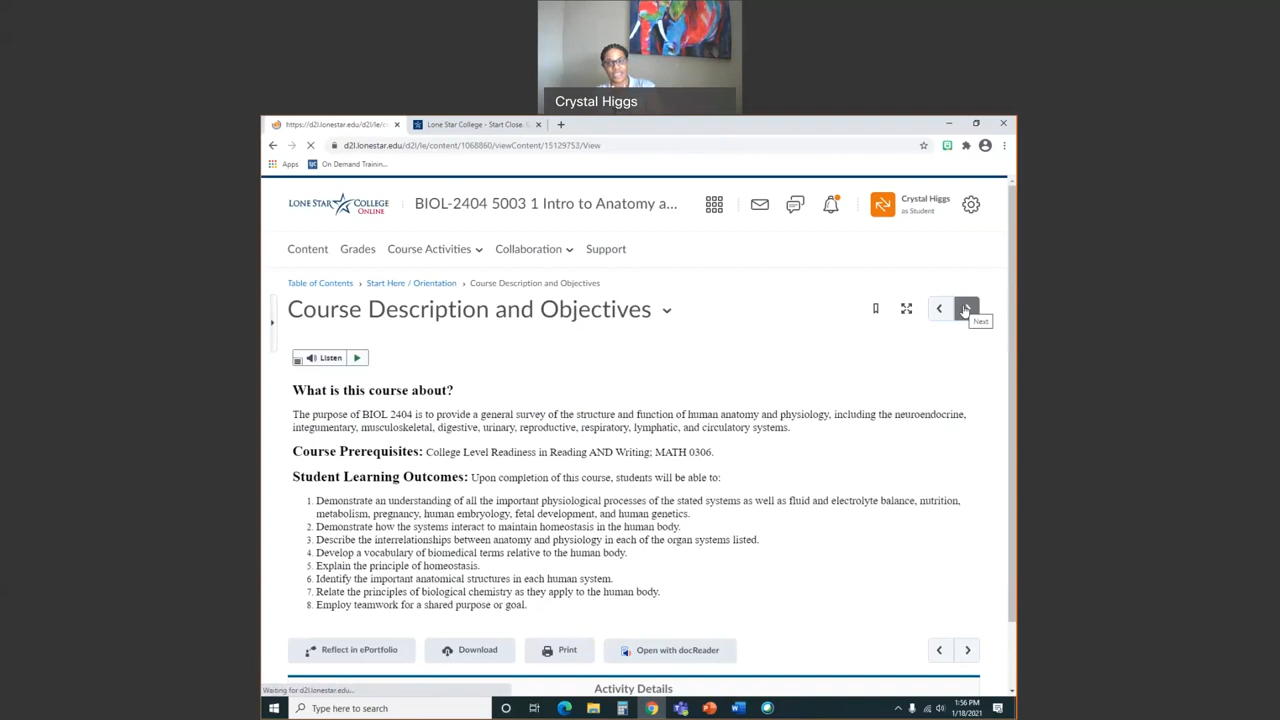 Crystal Higgs
https://d2l.lonestar.edu/d2l/le/c
Lone Star College - Start Close. G
d2l.lonestar.edu/d2l/le/content/1068860/viewContent/15129753/View
Apps
On Demand Trainin...
LONE STAR COLLEGE
ONLINE
BIOL-2404 5003 1 Intro to Anatomy a...
Crystal Higgs
as Student
Content Grades Course Activities Collaboration Support
Table of Contents › Start Here / Orientation › Course Description and Objectives
Course Description and Objectives
Next
Listen
What is this course about?
The purpose of BIOL 2404 is to provide a general survey of the structure and function of human anatomy and physiology, including the neuroendocrine,
integumentary, musculoskeletal, digestive, urinary, reproductive, respiratory, lymphatic, and circulatory systems.
Course Prerequisites: College Level Readiness in Reading AND Writing; MATH 0306.
Student Learning Outcomes: Upon completion of this course, students will be able to:
1. Demonstrate an understanding of all the important physiological processes of the stated systems as well as fluid and electrolyte balance, nutrition,
metabolism, pregnancy, human embryology, fetal development, and human genetics.
2. Demonstrate how the systems interact to maintain homeostasis in the human body.
3. Describe the interrelationships between anatomy and physiology in each of the organ systems listed.
4. Develop a vocabulary of biomedical terms relative to the human body.
5. Explain the principle of homeostasis.
6. Identify the important anatomical structures in each human system.
7. Relate the principles of biological chemistry as they apply to the human body.
8. Employ teamwork for a shared purpose or goal.
Reflect in ePortfolio Download Print Open with docReader
Activity Details
Waiting for d2l.lonestar.edu...
Type here to search
1:56 PM
1/18/2021